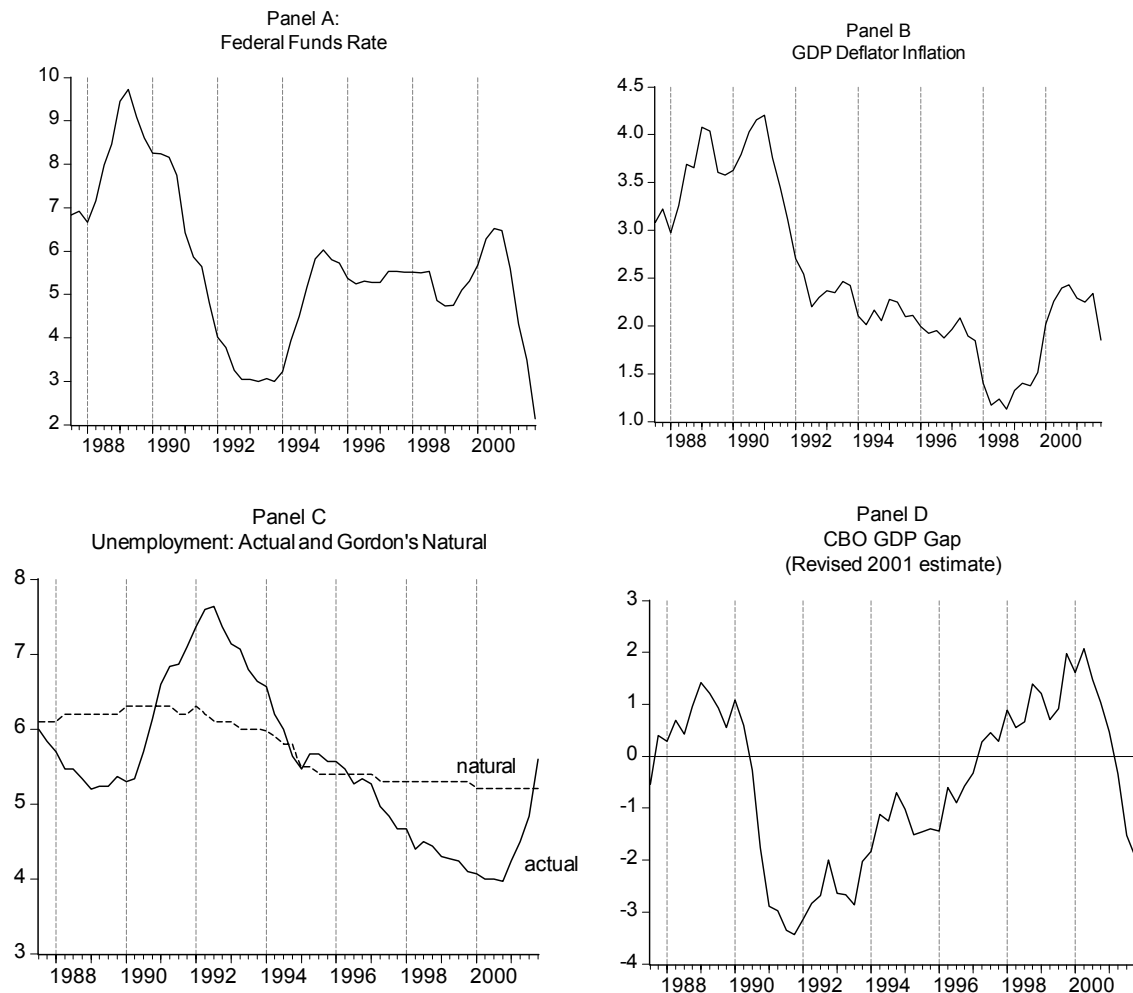 Panel A:
Federal Funds Rate
10
9
8
7
6
5
4
3
2
1988 1990 1992 1994 1996 1998 2000
Panel B
GDP Deflator Inflation
4.5
4.0
3.5
3.0
2.5
2.0
1.5
1.0
1988 1990 1992 1994 1996 1998 2000
Panel C
Unemployment: Actual and Gordon's Natural
8
7
6
5
4
3
natural
actual
1988 1990 1992 1994 1996 1998 2000
Panel D
CBO GDP Gap
(Revised 2001 estimate)
3
2
1
0
-1
-2
-3
-4
1988 1990 1992 1994 1996 1998 2000